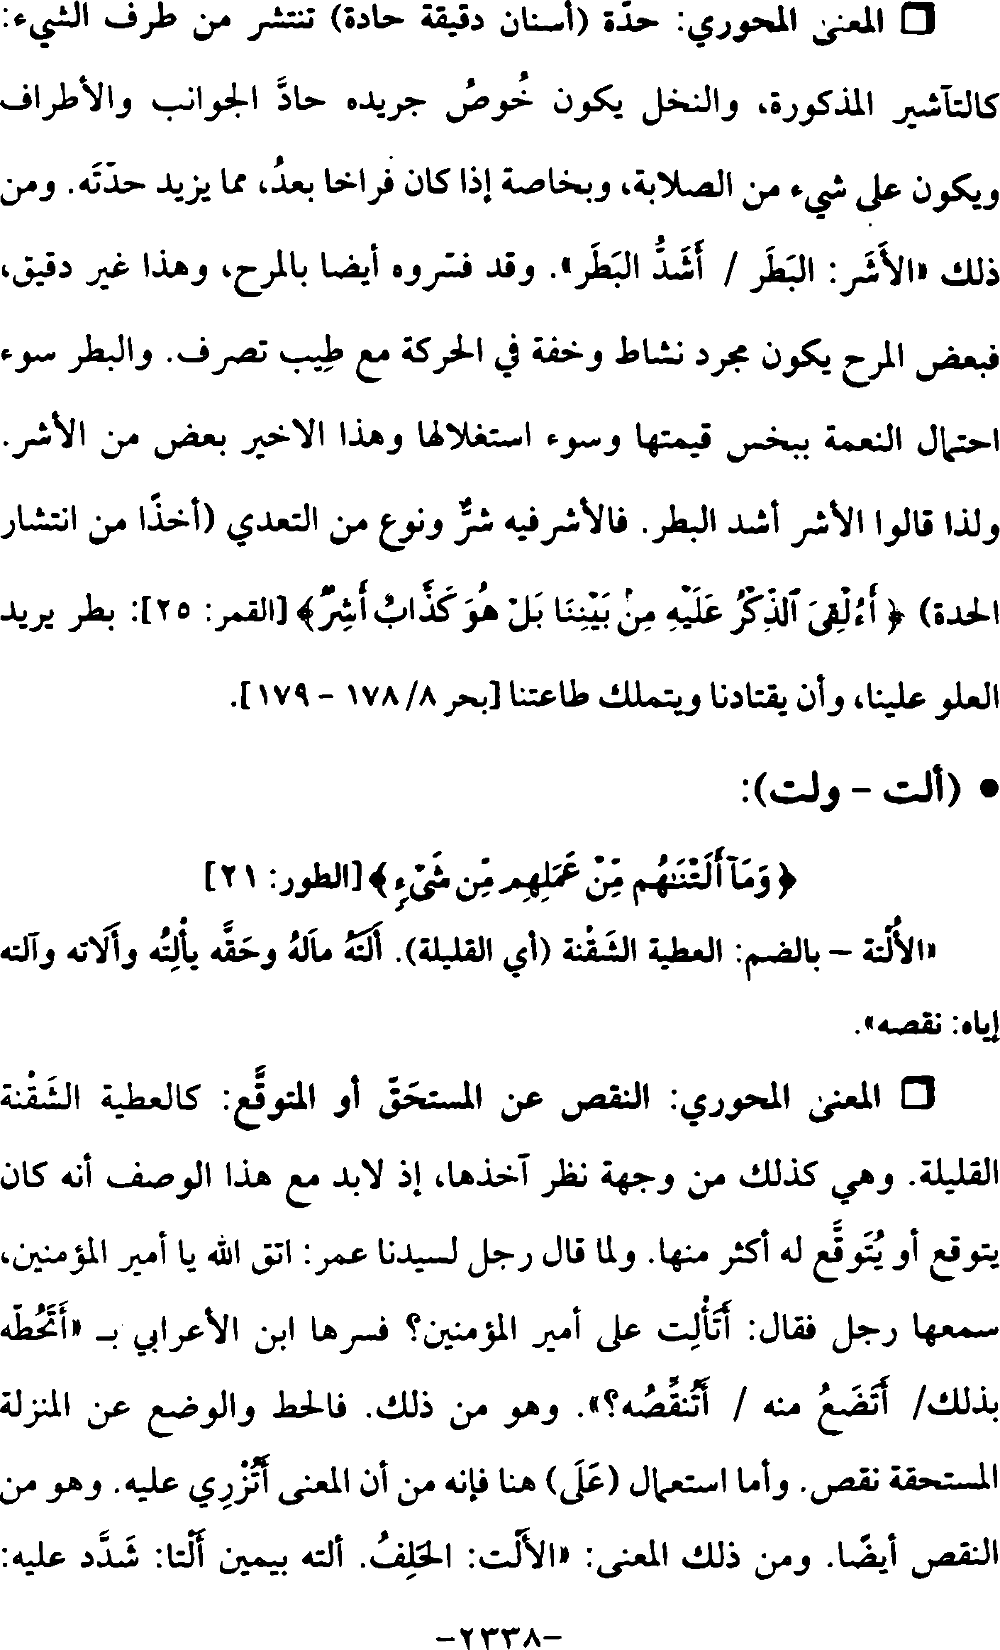 ❒ المعنى المحوري: حدّة (أسنان دقيقة حادة) تنتشر من طرف الشيء:
كالتآشير المذكورة، والنخل يكون خُوصُ جريده حادَّ الجوانب والأطراف
ويكون على شيء من الصلابة، وبخاصة إذا كان فراخا بعدُ، مما يزيد حدّتَه. ومن
ذلك «الأَشَر: البَطَر / أَشَدُّ البَطَر». وقد فسّروه أيضا بالمرح، وهذا غير دقيق،
فبعض المرح يكون مجرد نشاط وخفة في الحركة مع طِيب تصرف. والبطر سوء
احتمال النعمة ببخس قيمتها وسوء استغلالها وهذا الاخير بعض من الأشر.
ولذا قالوا الأشر أشد البطر. فالأشر فيه شرٌّ ونوع من التعدي (أخذًا من انتشار
الحدة) ﴿أَءُلْقِىَ ٱلذِّكْرُ عَلَيْهِ مِنۢ بَيْنِنَا بَلْ هُوَ كَذَّابٌ أَشِرٌ﴾ [القمر: ٢٥]: بطر يريد
العلو علينا، وأن يقتادنا ويتملك طاعتنا [بحر ٨/ ١٧٨ – ١٧٩].
• (ألت – ولت):
﴿وَمَآ أَلَتْنَٰهُم مِّنْ عَمَلِهِم مِّن شَىْءٍ﴾ [الطور: ٢١]
«الأُلْتة – بالضم: العطية الشَقْنة (أي القليلة). أَلَتَهُ مالَهُ وحَقَّه يألِتُه وألَاته وآلته
إياه: نقصه».
❒ المعنى المحوري: النقص عن المستحَقّ أو المتوقَّع: كالعطية الشَقْنة
القليلة. وهي كذلك من وجهة نظر آخذها، إذ لابد مع هذا الوصف أنه كان
يتوقع أو يُتَوقَّع له أكثر منها. ولما قال رجل لسيدنا عمر: اتق الله يا أمير المؤمنين،
سمعها رجل فقال: أَتَألِت على أمير المؤمنين؟ فسرها ابن الأعرابي بـ «أَتَحُطّه
بذلك/ أَتَضَعُ منه / أَتُنقِّصُه؟». وهو من ذلك. فالحط والوضع عن المنزلة
المستحقة نقص. وأما استعمال (عَلَى) هنا فإنه من أن المعنى أَتُزْرِي عليه. وهو من
النقص أيضًا. ومن ذلك المعنى: «الأَلْت: الحَلِفُ. ألته بيمين أَلْتا: شَدَّد عليه:
–٢٣٣٨–